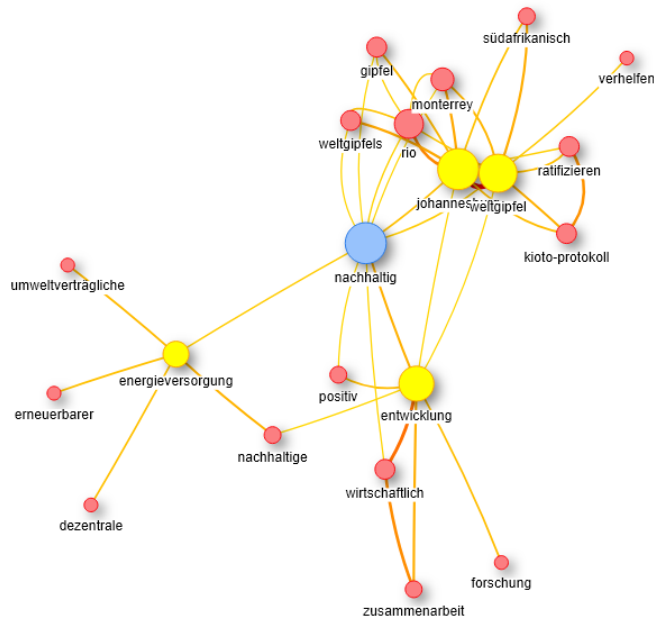 südafrikanisch
gipfel
verhelfen
monterrey
weltgipfels
rio
ratifizieren
weltgipfel
kioto-protokoll
nachhaltig
umweltverträgliche
energieversorgung
positiv
erneuerbarer
entwicklung
nachhaltige
wirtschaftlich
dezentrale
forschung
zusammenarbeit